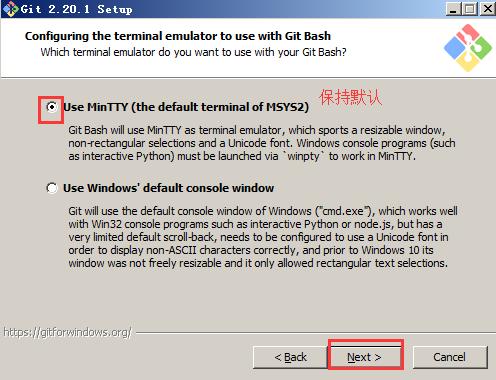 Git 2.20.1 Setup
Configuring the terminal emulator to use with Git Bash
Which terminal emulator do you want to use with your Git Bash?
Use MinTTY (the default terminal of MSYS2)
保持默认
Git Bash will use MinTTY as terminal emulator, which sports a resizable window,
non-rectangular selections and a Unicode font. Windows console programs (such
as interactive Python) must be launched via `winpty` to work in MinTTY.
Use Windows' default console window
Git will use the default console window of Windows ("cmd.exe"), which works well
with Win32 console programs such as interactive Python or node.js, but has a
very limited default scroll-back, needs to be configured to use a Unicode font in
order to display non-ASCII characters correctly, and prior to Windows 10 its
window was not freely resizable and it only allowed rectangular text selections.
https://gitforwindows.org/
< Back
Next >
Cancel